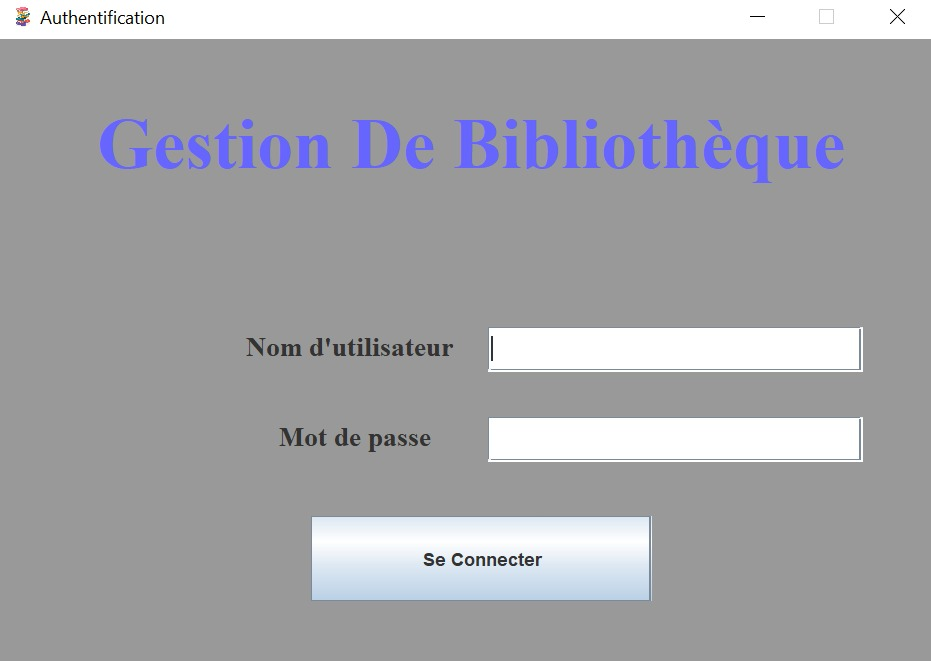 Authentification
Gestion De Bibliothèque
Nom d'utilisateur
Mot de passe
Se Connecter